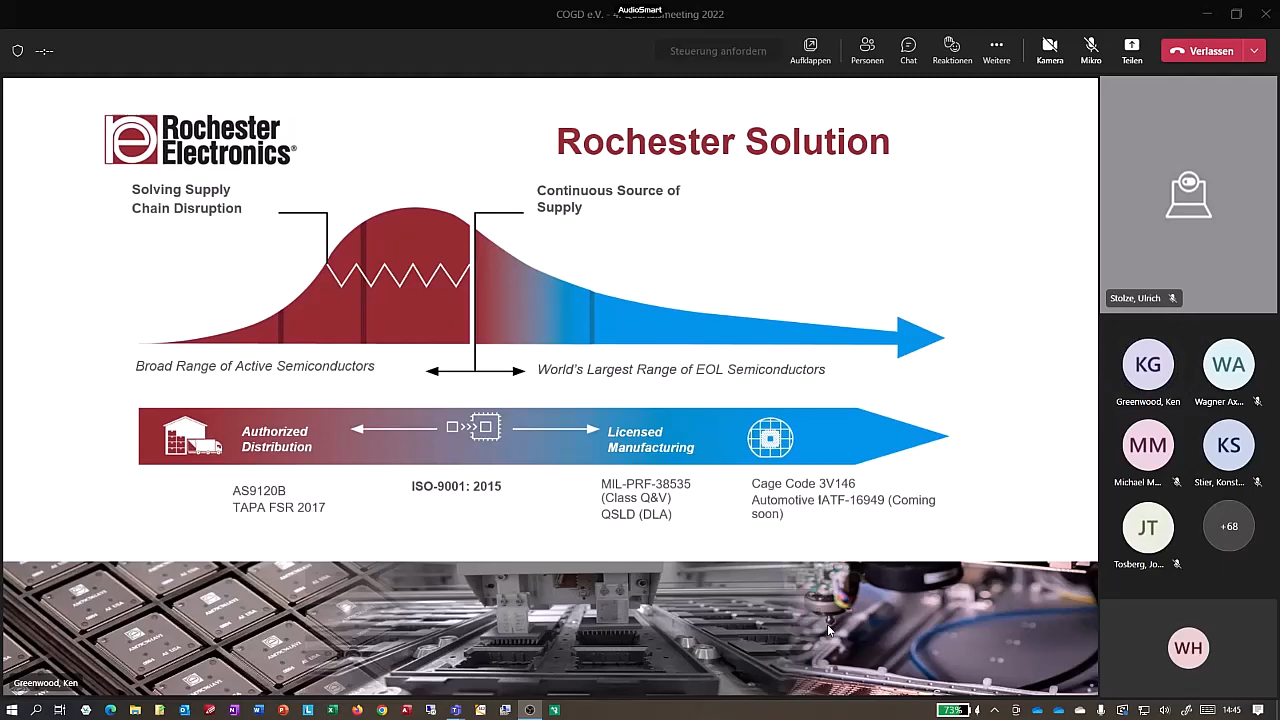 COGD e.V. - 4.
meeting 2022
AudioSmart
--:--
Steuerung anfordern
Aufklappen
Personen
Chat
Reaktionen
Weitere
Kamera
Mikro
Teilen
Verlassen
Rochester
Electronics®
Rochester Solution
Solving Supply
Chain Disruption
Continuous Source of
Supply
Broad Range of Active Semiconductors
World's Largest Range of EOL Semiconductors
Authorized
Distribution
Licensed
Manufacturing
AS9120B
TAPA FSR 2017
ISO-9001: 2015
MIL-PRF-38535
(Class Q&V)
QSLD (DLA)
Cage Code 3V146
Automotive IATF-16949 (Coming
soon)
Greenwood, Ken
Stolze, Ulrich
KG
WA
Greenwood, Ken
Wagner Ax...
MM
KS
Michael M...
Stier, Konst...
JT
+68
Tosberg, Jo...
WH
73%
14:45